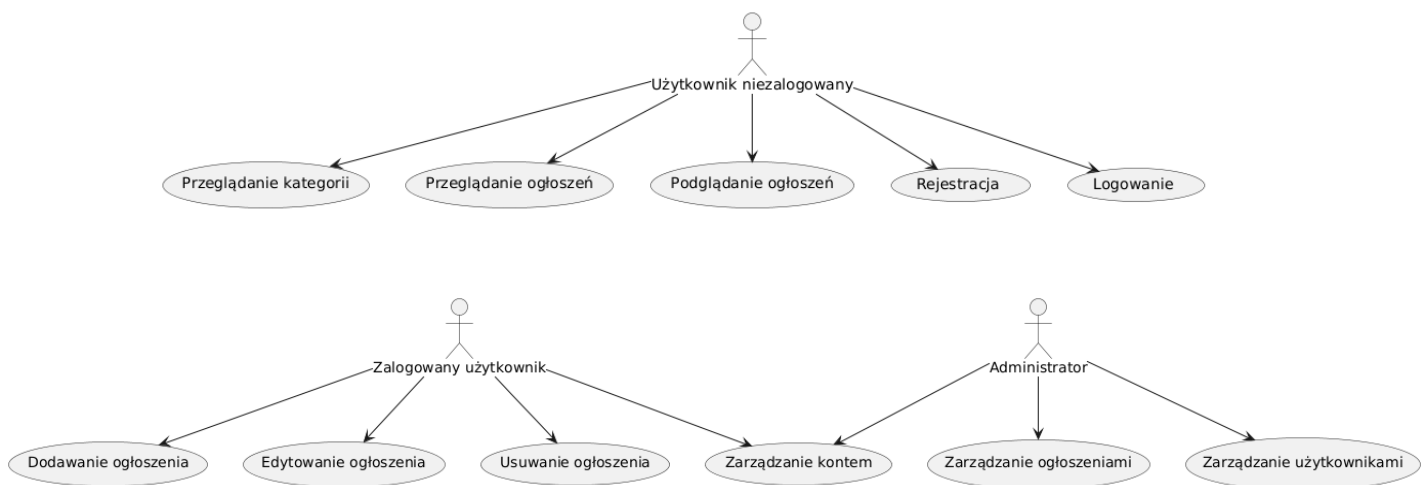 Użytkownik niezalogowany
Przeglądanie kategorii
Przeglądanie ogłoszeń
Podglądanie ogłoszeń
Rejestracja
Logowanie
Zalogowany użytkownik
Administrator
Dodawanie ogłoszenia
Edytowanie ogłoszenia
Usuwanie ogłoszenia
Zarządzanie kontem
Zarządzanie ogłoszeniami
Zarządzanie użytkownikami